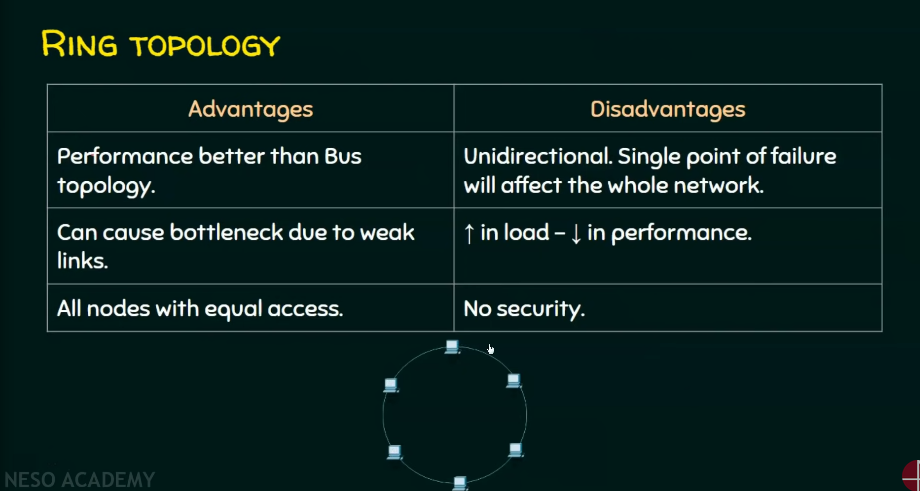 Ring topology
Advantages
Disadvantages
Performance better than Bus
topology.
Unidirectional. Single point of failure
will affect the whole network.
Can cause bottleneck due to weak
links.
↑ in load – ↓ in performance.
All nodes with equal access.
No security.
NESO ACADEMY